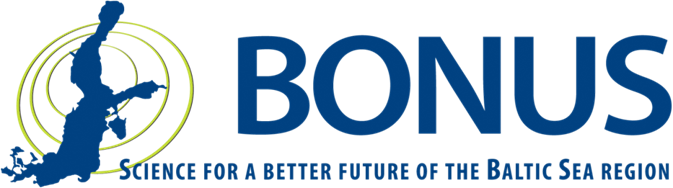 BONUS
Science for a better future of the Baltic Sea region